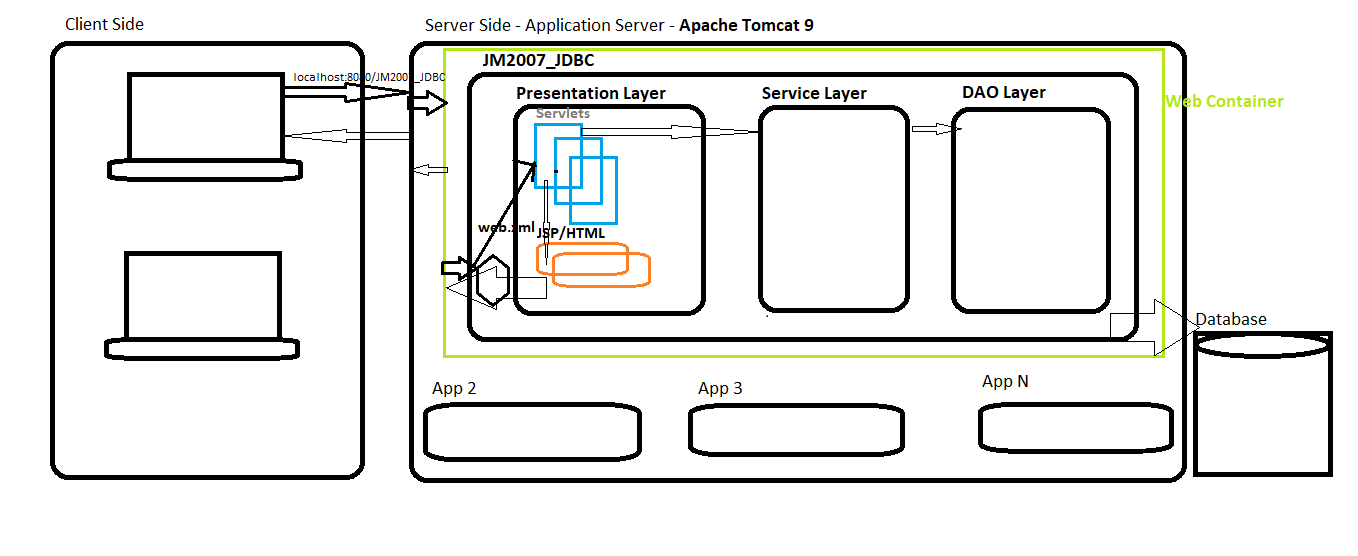 Client Side
Server Side - Application Server - Apache Tomcat 9
JM2007_JDBC
localhost:8080/JM2007_JDBC
Presentation Layer
Service Layer
DAO Layer
Web Container
Servlets
web.xml
JSP/HTML
Database
App 2
App 3
App N